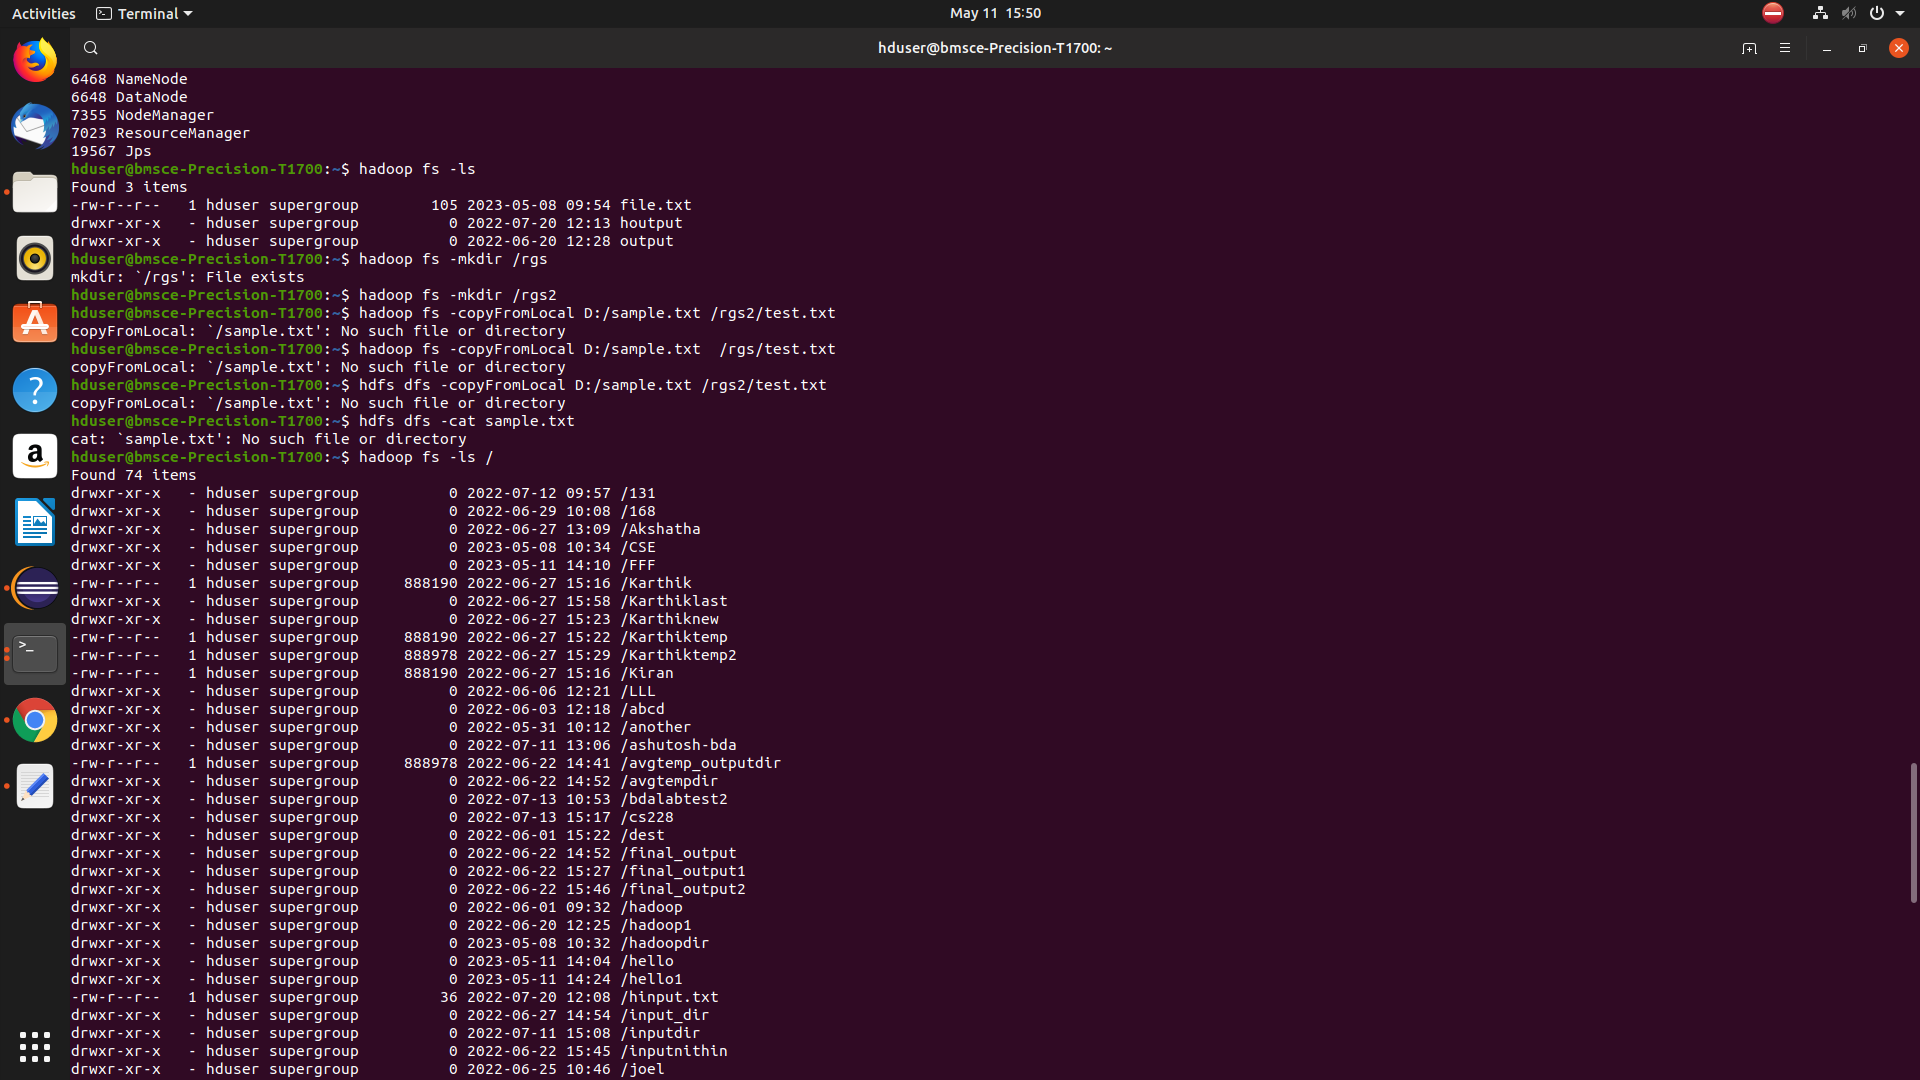 Activities Terminal May 11 15:50
hduser@bmsce-Precision-T1700: ~
6468 NameNode
6648 DataNode
7355 NodeManager
7023 ResourceManager
19567 Jps
hduser@bmsce-Precision-T1700:~$ hadoop fs -ls
Found 3 items
-rw-r--r--   1 hduser supergroup        105 2023-05-08 09:54 file.txt
drwxr-xr-x   - hduser supergroup          0 2022-07-20 12:13 houtput
drwxr-xr-x   - hduser supergroup          0 2022-06-20 12:28 output
hduser@bmsce-Precision-T1700:~$ hadoop fs -mkdir /rgs
mkdir: `/rgs': File exists
hduser@bmsce-Precision-T1700:~$ hadoop fs -mkdir /rgs2
hduser@bmsce-Precision-T1700:~$ hadoop fs -copyFromLocal D:/sample.txt /rgs2/test.txt
copyFromLocal: `/sample.txt': No such file or directory
hduser@bmsce-Precision-T1700:~$ hadoop fs -copyFromLocal D:/sample.txt  /rgs/test.txt
copyFromLocal: `/sample.txt': No such file or directory
hduser@bmsce-Precision-T1700:~$ hdfs dfs -copyFromLocal D:/sample.txt /rgs2/test.txt
copyFromLocal: `/sample.txt': No such file or directory
hduser@bmsce-Precision-T1700:~$ hdfs dfs -cat sample.txt
cat: `sample.txt': No such file or directory
hduser@bmsce-Precision-T1700:~$ hadoop fs -ls /
Found 74 items
drwxr-xr-x   - hduser supergroup          0 2022-07-12 09:57 /131
drwxr-xr-x   - hduser supergroup          0 2022-06-29 10:08 /168
drwxr-xr-x   - hduser supergroup          0 2022-06-27 13:09 /Akshatha
drwxr-xr-x   - hduser supergroup          0 2023-05-08 10:34 /CSE
drwxr-xr-x   - hduser supergroup          0 2023-05-11 14:10 /FFF
-rw-r--r--   1 hduser supergroup     888190 2022-06-27 15:16 /Karthik
drwxr-xr-x   - hduser supergroup          0 2022-06-27 15:58 /Karthiklast
drwxr-xr-x   - hduser supergroup          0 2022-06-27 15:23 /Karthiknew
-rw-r--r--   1 hduser supergroup     888190 2022-06-27 15:22 /Karthiktemp
-rw-r--r--   1 hduser supergroup     888978 2022-06-27 15:29 /Karthiktemp2
-rw-r--r--   1 hduser supergroup     888190 2022-06-27 15:16 /Kiran
drwxr-xr-x   - hduser supergroup          0 2022-06-06 12:21 /LLL
drwxr-xr-x   - hduser supergroup          0 2022-06-03 12:18 /abcd
drwxr-xr-x   - hduser supergroup          0 2022-05-31 10:12 /another
drwxr-xr-x   - hduser supergroup          0 2022-07-11 13:06 /ashutosh-bda
-rw-r--r--   1 hduser supergroup     888978 2022-06-22 14:41 /avgtemp_outputdir
drwxr-xr-x   - hduser supergroup          0 2022-06-22 14:52 /avgtempdir
drwxr-xr-x   - hduser supergroup          0 2022-07-13 10:53 /bdalabtest2
drwxr-xr-x   - hduser supergroup          0 2022-07-13 15:17 /cs228
drwxr-xr-x   - hduser supergroup          0 2022-06-01 15:22 /dest
drwxr-xr-x   - hduser supergroup          0 2022-06-22 14:52 /final_output
drwxr-xr-x   - hduser supergroup          0 2022-06-22 15:27 /final_output1
drwxr-xr-x   - hduser supergroup          0 2022-06-22 15:46 /final_output2
drwxr-xr-x   - hduser supergroup          0 2022-06-01 09:32 /hadoop
drwxr-xr-x   - hduser supergroup          0 2022-06-20 12:25 /hadoop1
drwxr-xr-x   - hduser supergroup          0 2023-05-08 10:32 /hadoopdir
drwxr-xr-x   - hduser supergroup          0 2023-05-11 14:04 /hello
drwxr-xr-x   - hduser supergroup          0 2023-05-11 14:24 /hello1
-rw-r--r--   1 hduser supergroup         36 2022-07-20 12:08 /hinput.txt
drwxr-xr-x   - hduser supergroup          0 2022-06-27 14:54 /input_dir
drwxr-xr-x   - hduser supergroup          0 2022-07-11 15:08 /inputdir
drwxr-xr-x   - hduser supergroup          0 2022-06-22 15:45 /inputnithin
drwxr-xr-x   - hduser supergroup          0 2022-06-25 10:46 /joel